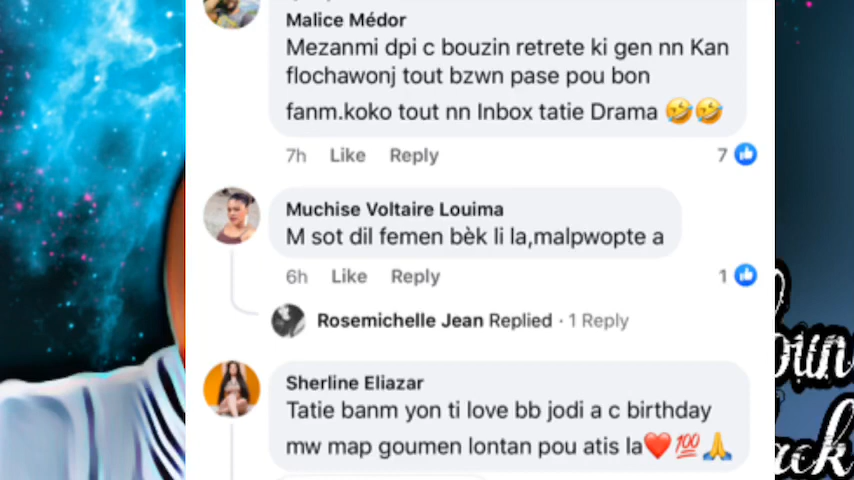 Malice Médor
Mezanmi dpi c bouzin retrete ki gen nn Kan
flochawonj tout bzwn pase pou bon
fanm.koko tout nn Inbox tatie Drama 🤣🤣
7h Like Reply 7
Muchise Voltaire Louima
M sot dil femen bèk li la,malpwopte a
6h Like Reply 1
Rosemichelle Jean Replied · 1 Reply
Sherline Eliazar
Tatie banm yon ti love bb jodi a c birthday
mw map goumen lontan pou atis la❤️💯🙏